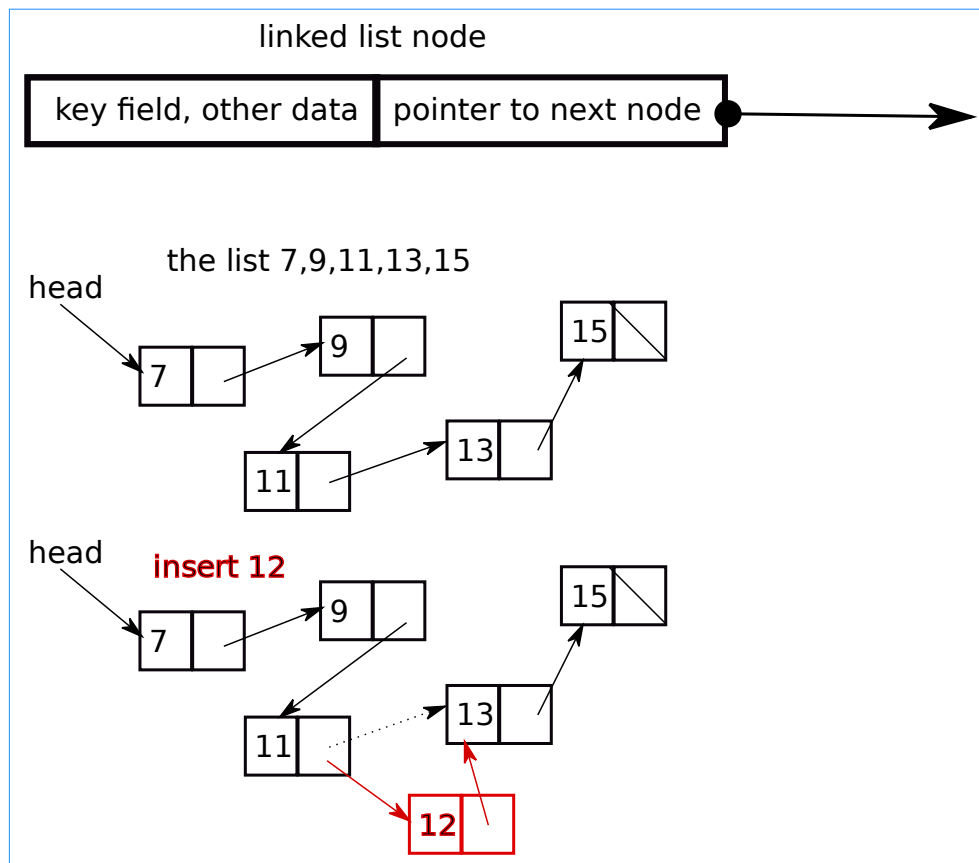 linked list node
key field, other data
pointer to next node
the list 7,9,11,13,15
head
7
9
11
13
15
head
insert 12
7
9
11
13
15
12